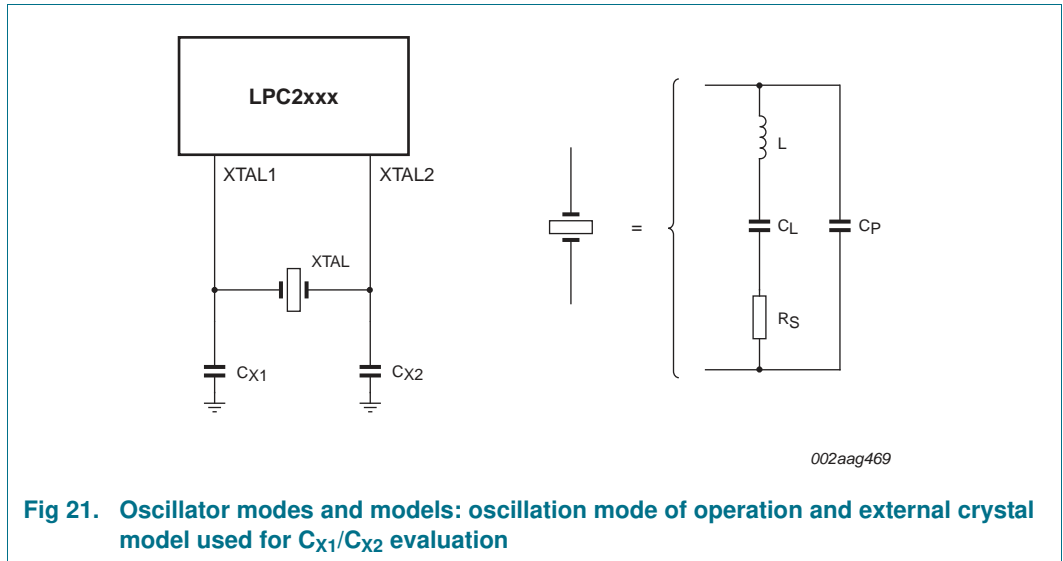 LPC2xxx
XTAL1
XTAL2
XTAL
CX1
CX2
=
L
CL
CP
RS
002aag469
Fig 21. Oscillator modes and models: oscillation mode of operation and external crystal
model used for CX1/CX2 evaluation